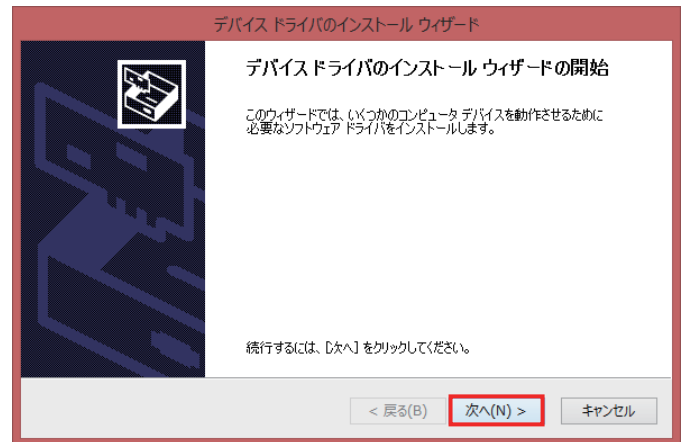 デバイス ドライバのインストール ウィザード
デバイス ドライバのインストール ウィザードの開始
このウィザードでは、いくつかのコンピュータ デバイスを動作させるために
必要なソフトウェア ドライバをインストールします。
続行するには、[次へ] をクリックしてください。
< 戻る(B) 次へ(N) > キャンセル